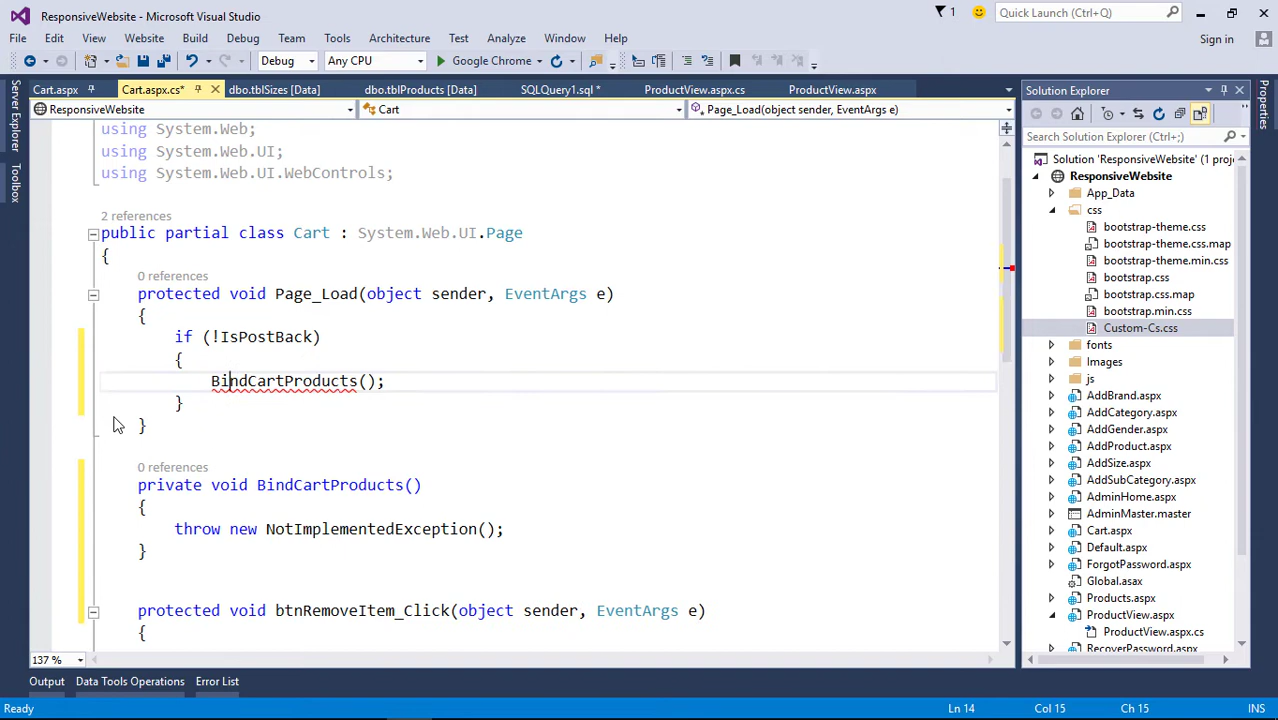 ResponsiveWebsite - Microsoft Visual Studio
1
Quick Launch (Ctrl+Q)
File Edit View Website Build Debug Team Tools Architecture Test Analyze Window Help
Sign in
Debug Any CPU Google Chrome
Server Explorer
Toolbox
Cart.aspx Cart.aspx.cs* dbo.tblSizes [Data] dbo.tblProducts [Data] SQLQuery1.sql * ProductView.aspx.cs ProductView.aspx
ResponsiveWebsite Cart Page_Load(object sender, EventArgs e)
using System.Web;
using System.Web.UI;
using System.Web.UI.WebControls;
2 references
public partial class Cart : System.Web.UI.Page
{
0 references
protected void Page_Load(object sender, EventArgs e)
{
if (!IsPostBack)
{
BindCartProducts();
}
}
0 references
private void BindCartProducts()
{
throw new NotImplementedException();
}
protected void btnRemoveItem_Click(object sender, EventArgs e)
{
137 %
Solution Explorer
Search Solution Explorer (Ctrl+;)
Solution 'ResponsiveWebsite' (1 proj
ResponsiveWebsite
App_Data
css
bootstrap-theme.css
bootstrap-theme.css.map
bootstrap-theme.min.css
bootstrap.css
bootstrap.css.map
bootstrap.min.css
Custom-Cs.css
fonts
Images
js
AddBrand.aspx
AddCategory.aspx
AddGender.aspx
AddProduct.aspx
AddSize.aspx
AddSubCategory.aspx
AdminHome.aspx
AdminMaster.master
Cart.aspx
Default.aspx
ForgotPassword.aspx
Global.asax
Products.aspx
ProductView.aspx
ProductView.aspx.cs
RecoverPassword.aspx
Properties
Output Data Tools Operations Error List
Ready Ln 14 Col 15 Ch 15 INS